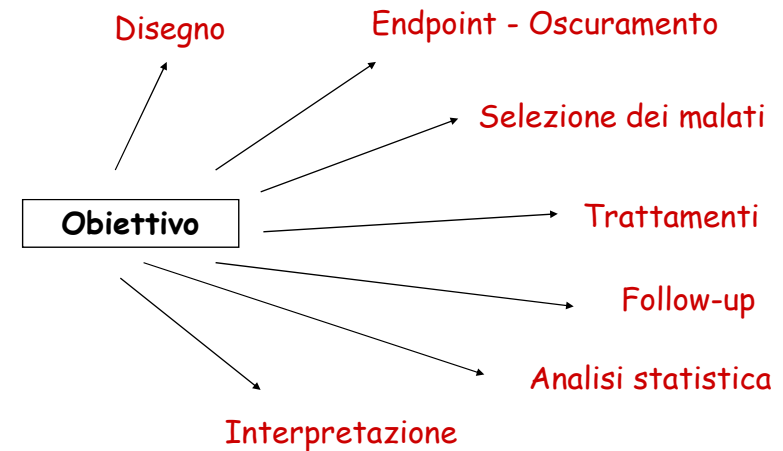 Disegno
Endpoint - Oscuramento
Selezione dei malati
Obiettivo
Trattamenti
Follow-up
Analisi statistica
Interpretazione